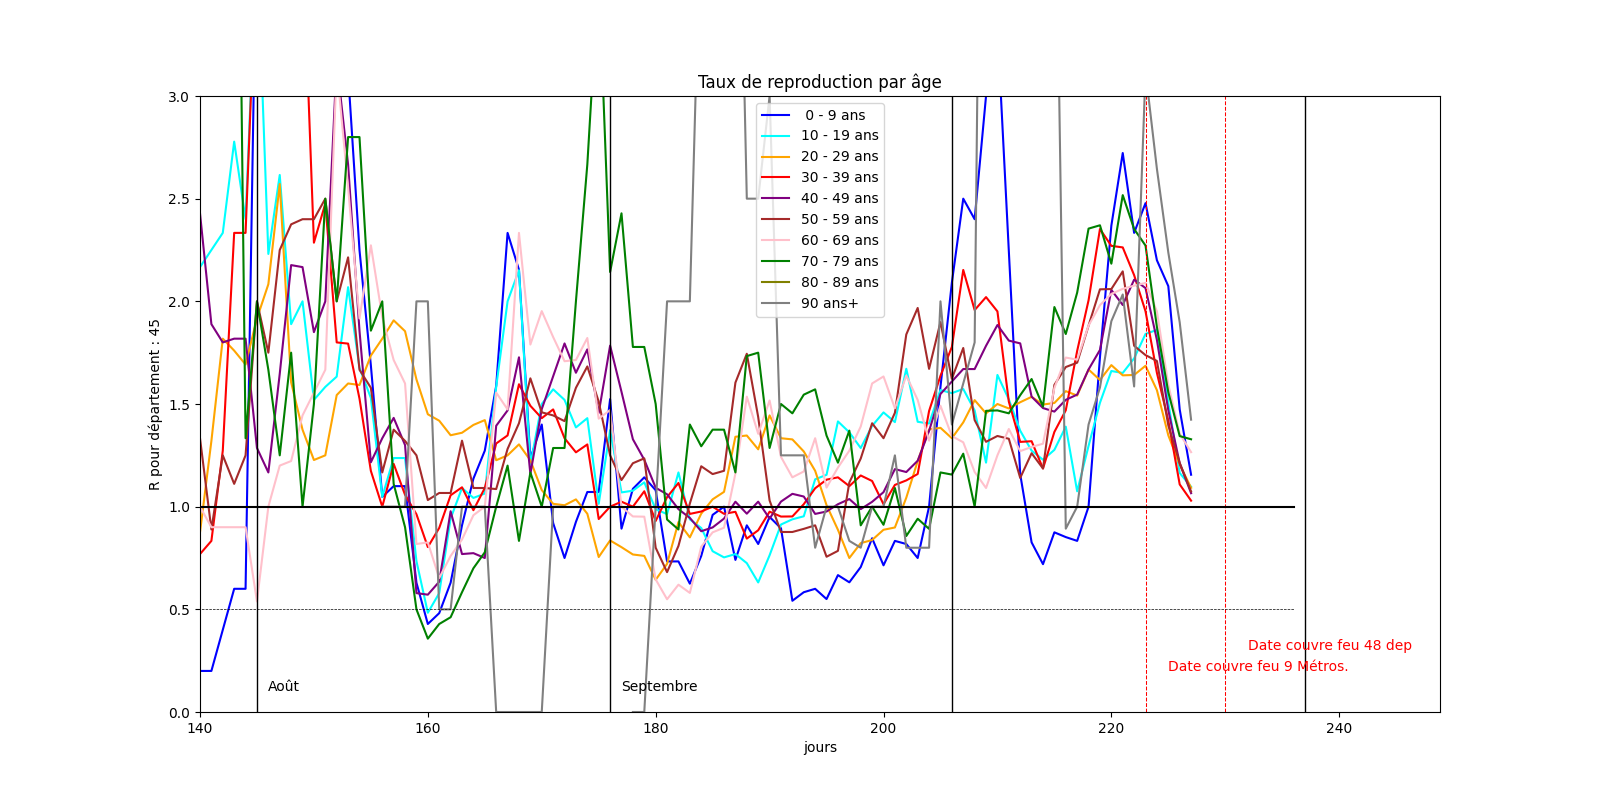 Taux de reproduction par âge
R pour département : 45
3.0
2.5
2.0
1.5
1.0
0.5
0.0
0 - 9 ans
10 - 19 ans
20 - 29 ans
30 - 39 ans
40 - 49 ans
50 - 59 ans
60 - 69 ans
70 - 79 ans
80 - 89 ans
90 ans+
Date couvre feu 48 dep
Date couvre feu 9 Métros.
Août
Septembre
140
160
180
200
220
240
jours